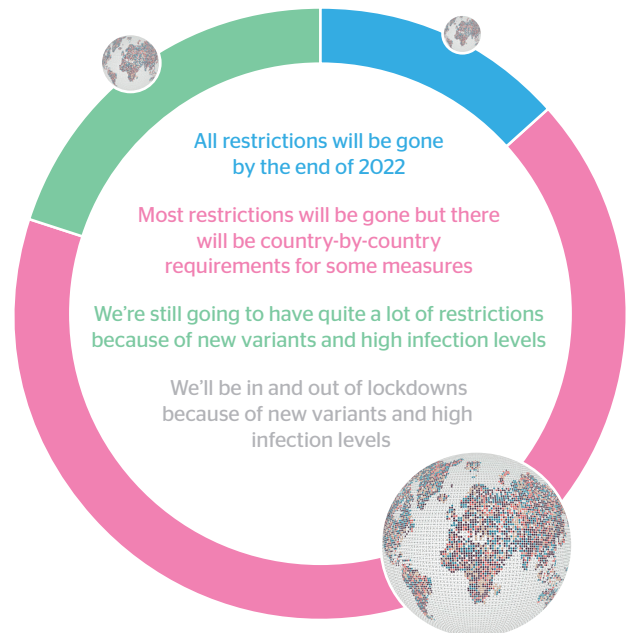 All restrictions will be gone
by the end of 2022
Most restrictions will be gone but there
will be country-by-country
requirements for some measures
We’re still going to have quite a lot of restrictions
because of new variants and high infection levels
We’ll be in and out of lockdowns
because of new variants and high
infection levels